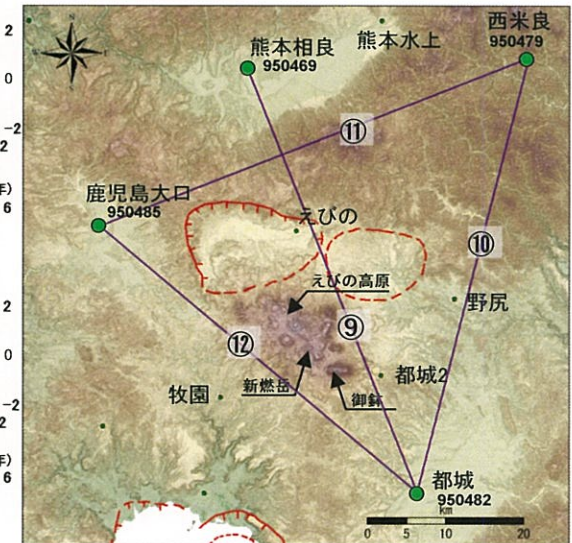 2
0
−2
2
年)
6
2
0
−2
2
年)
6
N
熊本相良
950469
熊本水上
西米良
950479
⑪
鹿児島大口
950485
えびの
⑩
えびの高原
野尻
⑨
⑫
新燃岳
御鉢
都城2
牧園
都城
950482
km
0 5 10 20